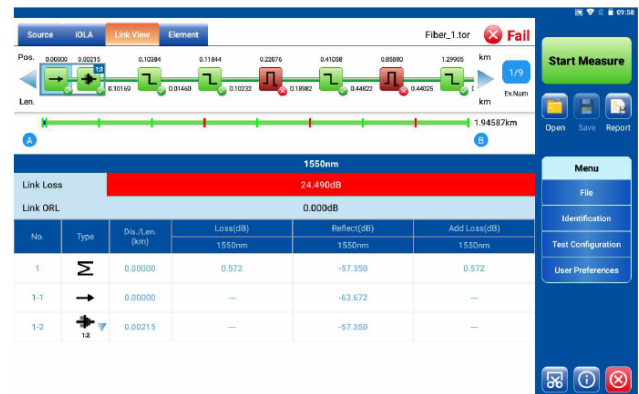 09:58
Source IOLA Link View Element Fiber_1.tor Fail
Pos. 0.00000 0.00215 0.10384 0.11844 0.22076 0.41058 0.85880 1.29905 km
1:2
1/9
0.10169 0.01460 0.10232 0.18982 0.44822 0.44025
Ev.Num
Len. km
1.94587km
A B
1550nm
Link Loss 24.490dB
Link ORL 0.000dB
No. Type Dis./Len. (km) Loss(dB) Reflect(dB) Add Loss(dB)
1550nm 1550nm 1550nm
1 Σ 0.00000 0.572 -57.350 0.572
1-1 0.00000 --- -63.672 ---
1-2 1:2 0.00215 --- -57.350 ---
Start Measure
Open Save Report
Menu
File
Identification
Test Configuration
User Preferences